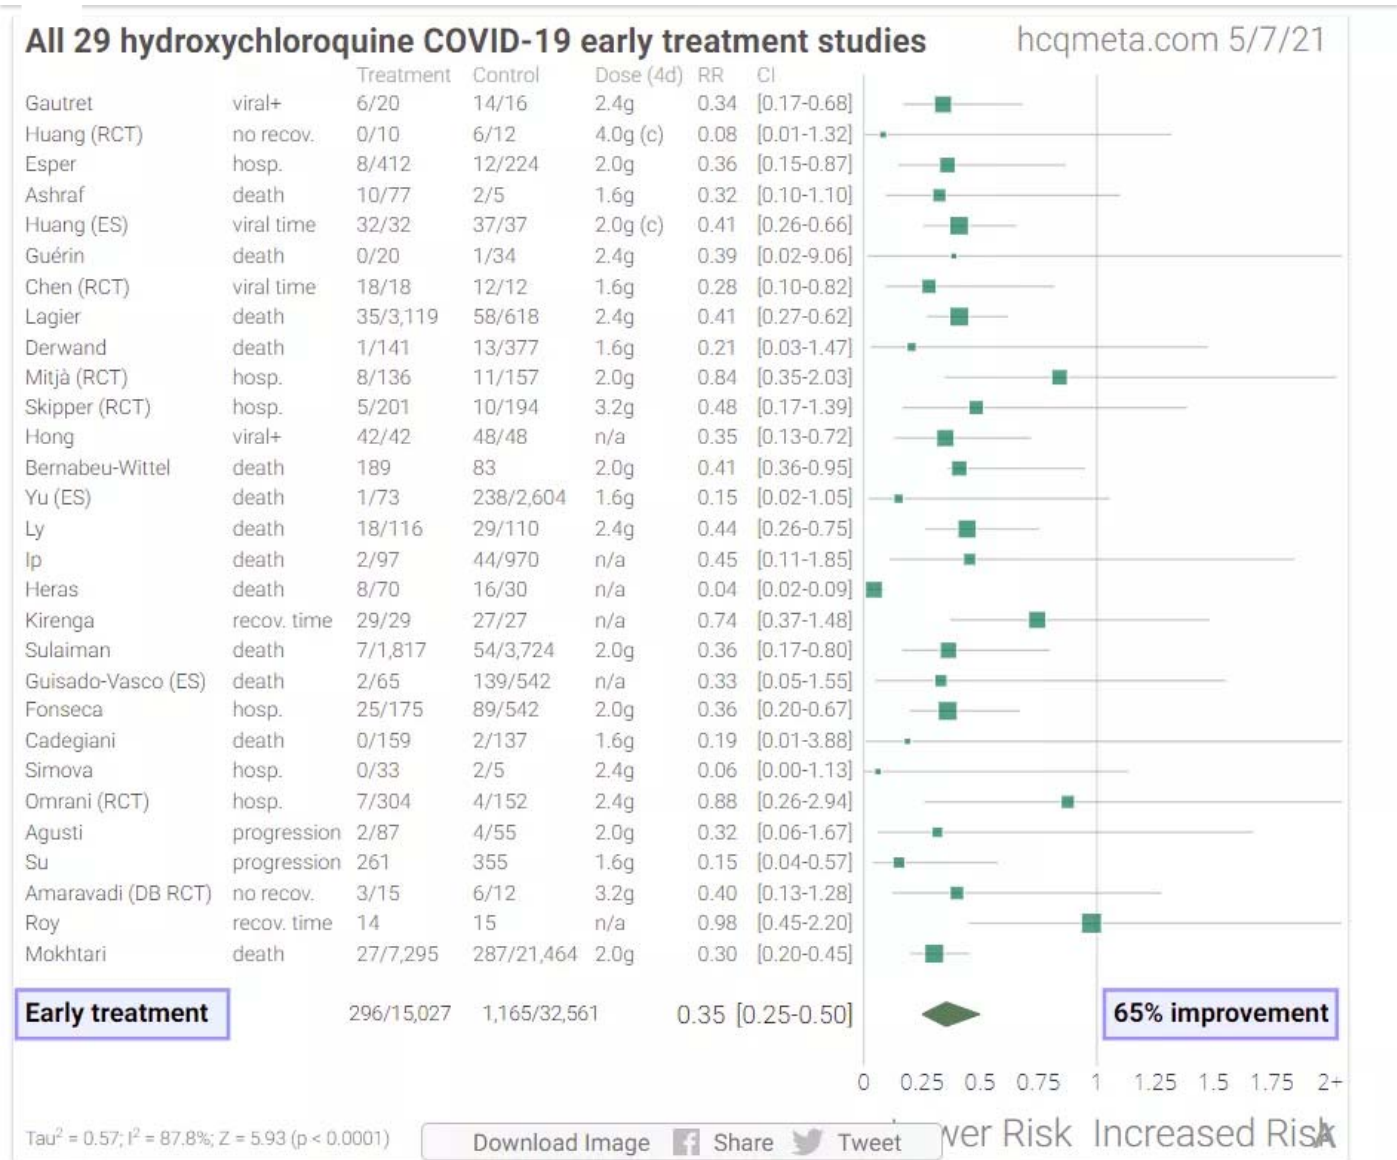 All 29 hydroxychloroquine COVID-19 early treatment studies hcqmeta.com 5/7/21
Treatment Control Dose (4d) RR CI
Gautret viral+ 6/20 14/16 2.4g 0.34 [0.17-0.68]
Huang (RCT) no recov. 0/10 6/12 4.0g (c) 0.08 [0.01-1.32]
Esper hosp. 8/412 12/224 2.0g 0.36 [0.15-0.87]
Ashraf death 10/77 2/5 1.6g 0.32 [0.10-1.10]
Huang (ES) viral time 32/32 37/37 2.0g (c) 0.41 [0.26-0.66]
Guérin death 0/20 1/34 2.4g 0.39 [0.02-9.06]
Chen (RCT) viral time 18/18 12/12 1.6g 0.28 [0.10-0.82]
Lagier death 35/3,119 58/618 2.4g 0.41 [0.27-0.62]
Derwand death 1/141 13/377 1.6g 0.21 [0.03-1.47]
Mitjà (RCT) hosp. 8/136 11/157 2.0g 0.84 [0.35-2.03]
Skipper (RCT) hosp. 5/201 10/194 3.2g 0.48 [0.17-1.39]
Hong viral+ 42/42 48/48 n/a 0.35 [0.13-0.72]
Bernabeu-Wittel death 189 83 2.0g 0.41 [0.36-0.95]
Yu (ES) death 1/73 238/2,604 1.6g 0.15 [0.02-1.05]
Ly death 18/116 29/110 2.4g 0.44 [0.26-0.75]
Ip death 2/97 44/970 n/a 0.45 [0.11-1.85]
Heras death 8/70 16/30 n/a 0.04 [0.02-0.09]
Kirenga recov. time 29/29 27/27 n/a 0.74 [0.37-1.48]
Sulaiman death 7/1,817 54/3,724 2.0g 0.36 [0.17-0.80]
Guisado-Vasco (ES) death 2/65 139/542 n/a 0.33 [0.05-1.55]
Fonseca hosp. 25/175 89/542 2.0g 0.36 [0.20-0.67]
Cadegiani death 0/159 2/137 1.6g 0.19 [0.01-3.88]
Simova hosp. 0/33 2/5 2.4g 0.06 [0.00-1.13]
Omrani (RCT) hosp. 7/304 4/152 2.4g 0.88 [0.26-2.94]
Agusti progression 2/87 4/55 2.0g 0.32 [0.06-1.67]
Su progression 261 355 1.6g 0.15 [0.04-0.57]
Amaravadi (DB RCT) no recov. 3/15 6/12 3.2g 0.40 [0.13-1.28]
Roy recov. time 14 15 n/a 0.98 [0.45-2.20]
Mokhtari death 27/7,295 287/21,464 2.0g 0.30 [0.20-0.45]
Early treatment 296/15,027 1,165/32,561 0.35 [0.25-0.50] 65% improvement
0 0.25 0.5 0.75 1 1.25 1.5 1.75 2+
Tau² = 0.57; I² = 87.8%; Z = 5.93 (p < 0.0001) Download Image Share Tweet Risk Increased Risk